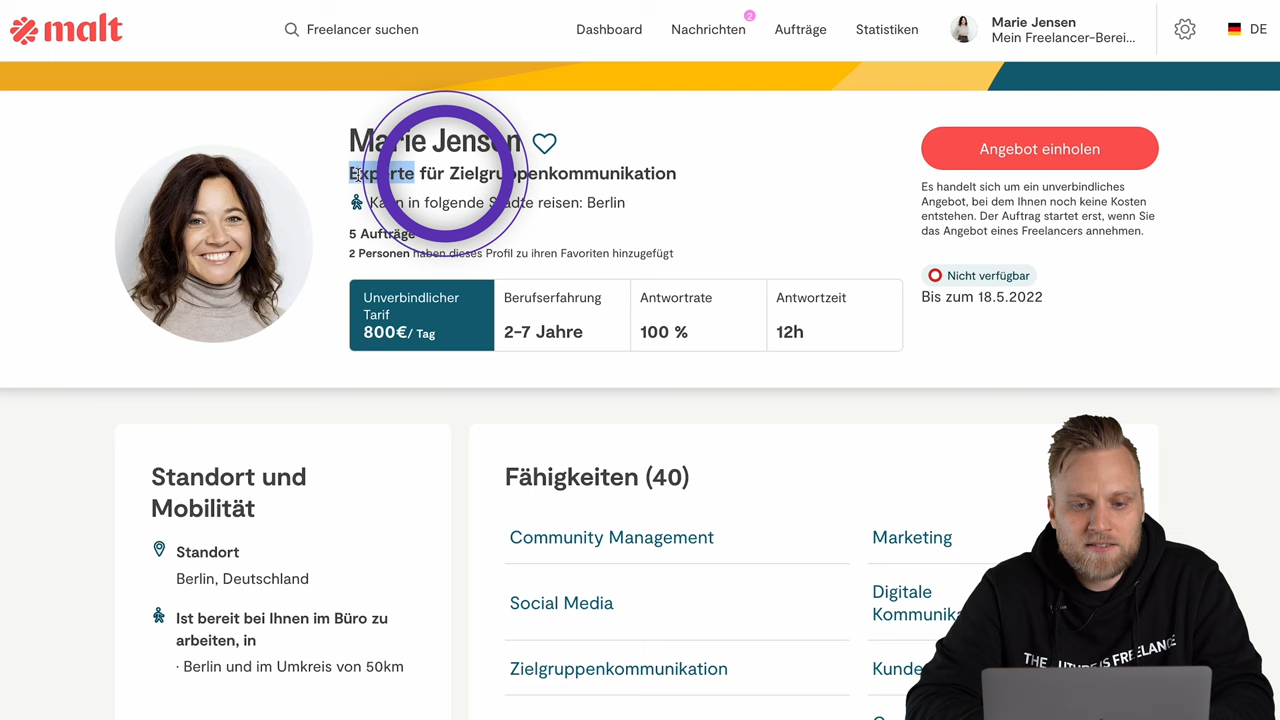 malt
Freelancer suchen
Dashboard
Nachrichten
2
Aufträge
Statistiken
Marie Jensen
Mein Freelancer-Berei...
DE
Marie Jensen
Experte für Zielgruppenkommunikation
Kann in folgende Städte reisen: Berlin
5 Aufträge
2 Personen haben dieses Profil zu ihren Favoriten hinzugefügt
Unverbindlicher
Tarif
800€/ Tag
Berufserfahrung
2-7 Jahre
Antwortrate
100 %
Antwortzeit
12h
Angebot einholen
Es handelt sich um ein unverbindliches
Angebot, bei dem Ihnen noch keine Kosten
entstehen. Der Auftrag startet erst, wenn Sie
das Angebot eines Freelancers annehmen.
Nicht verfügbar
Bis zum 18.5.2022
Standort und
Mobilität
Standort
Berlin, Deutschland
Ist bereit bei Ihnen im Büro zu
arbeiten, in
· Berlin und im Umkreis von 50km
Fähigkeiten (40)
Community Management
Marketing
Social Media
Digitale
Zielgruppenkommunikation
THE FUTURE IS FREELANCE